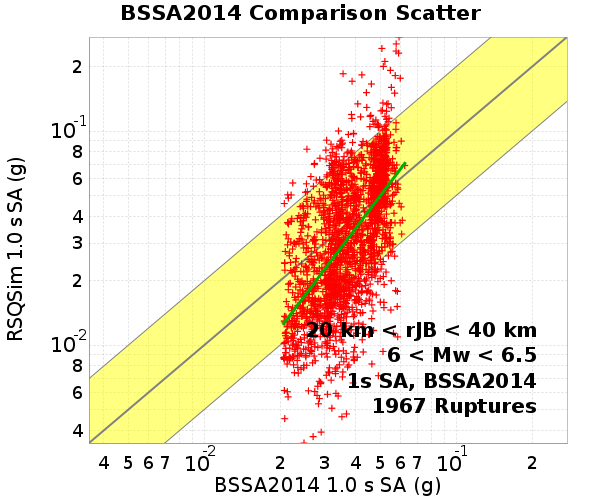 BSSA2014 Comparison Scatter
RSQSim 1.0 s SA (g)
2
10-1
8
6
4
3
2
10-2
8
6
4
20 km < rJB < 40 km
6 < Mw < 6.5
1s SA, BSSA2014
1967 Ruptures
4 5 6 7 10-2 2 3 4 5 6 7 10-1 2
BSSA2014 1.0 s SA (g)